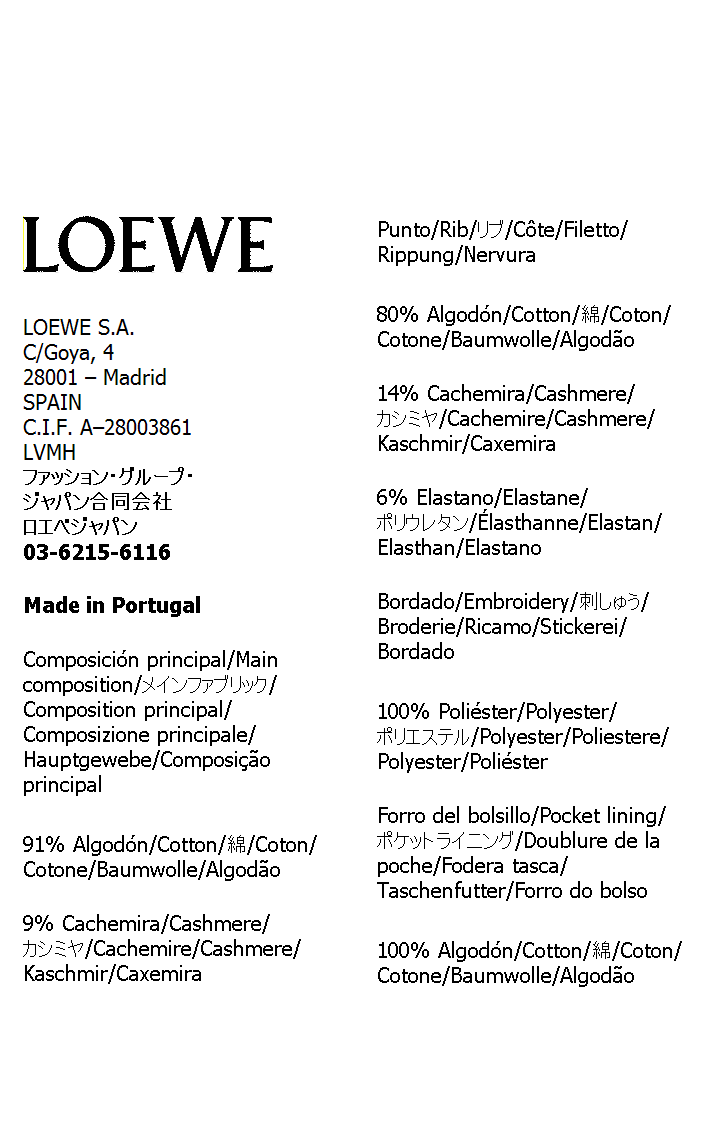 LOEWE
LOEWE S.A.
C/Goya, 4
28001 – Madrid
SPAIN
C.I.F. A–28003861
LVMH
ファッション・グループ・
ジャパン合同会社
ロエベジャパン
03-6215-6116
Made in Portugal
Composición principal/Main
composition/メインファブリック/
Composition principal/
Composizione principale/
Hauptgewebe/Composição
principal
91% Algodón/Cotton/綿/Coton/
Cotone/Baumwolle/Algodão
9% Cachemira/Cashmere/
カシミヤ/Cachemire/Cashmere/
Kaschmir/Caxemira
Punto/Rib/リブ/Côte/Filetto/
Rippung/Nervura
80% Algodón/Cotton/綿/Coton/
Cotone/Baumwolle/Algodão
14% Cachemira/Cashmere/
カシミヤ/Cachemire/Cashmere/
Kaschmir/Caxemira
6% Elastano/Elastane/
ポリウレタン/Élasthanne/Elastan/
Elasthan/Elastano
Bordado/Embroidery/刺しゅう/
Broderie/Ricamo/Stickerei/
Bordado
100% Poliéster/Polyester/
ポリエステル/Polyester/Poliestere/
Polyester/Poliéster
Forro del bolsillo/Pocket lining/
ポケットライニング/Doublure de la
poche/Fodera tasca/
Taschenfutter/Forro do bolso
100% Algodón/Cotton/綿/Coton/
Cotone/Baumwolle/Algodão